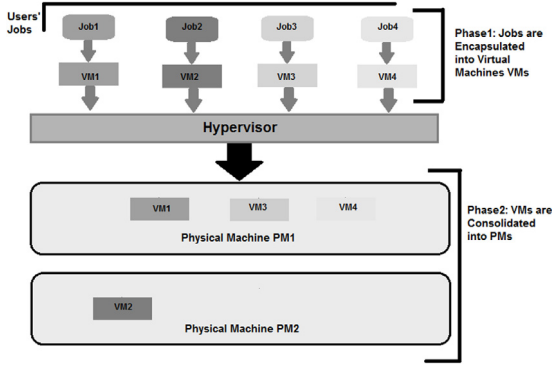 Users'
Jobs
Job1
Job2
Job3
Job4
Phase1: Jobs are
Encapsulated
into Virtual
Machines VMs
VM1
VM2
VM3
VM4
Hypervisor
VM1
VM3
VM4
Physical Machine PM1
Phase2: VMs are
Consolidated
into PMs
VM2
Physical Machine PM2